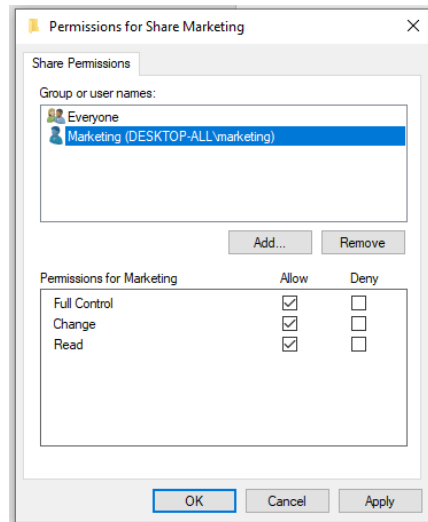 Permissions for Share Marketing
Share Permissions
Group or user names:
Everyone
Marketing (DESKTOP-ALL\marketing)
Add... Remove
Permissions for Marketing Allow Deny
Full Control
Change
Read
OK Cancel Apply